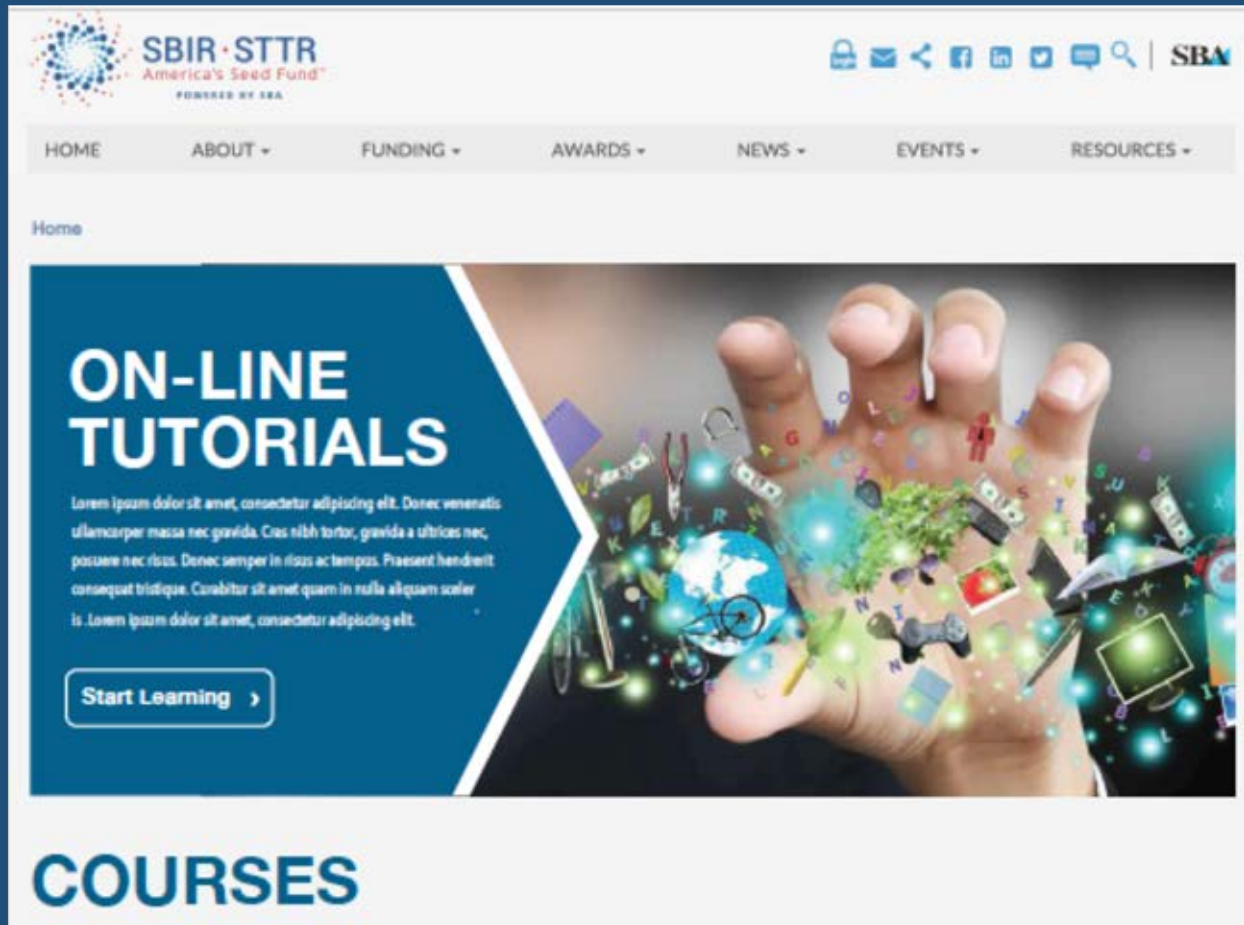 SBIR·STTR
America's Seed Fund™
POWERED BY SBA
SBA
HOME ABOUT FUNDING AWARDS NEWS EVENTS RESOURCES
Home
ON-LINE
TUTORIALS
Lorem ipsum dolor sit amet, consectetur adipiscing elit. Donec venenatis
ullamcorper massa nec gravida. Cras nibh tortor, gravida a ultrices nec,
posuere nec risus. Donec semper in risus ac tempus. Praesent hendrerit
consequat tristique. Curabitur sit amet quam in nulla aliquam sceler
is .Lorem ipsum dolor sit amet, consectetur adipiscing elit.
Start Learning ›
COURSES